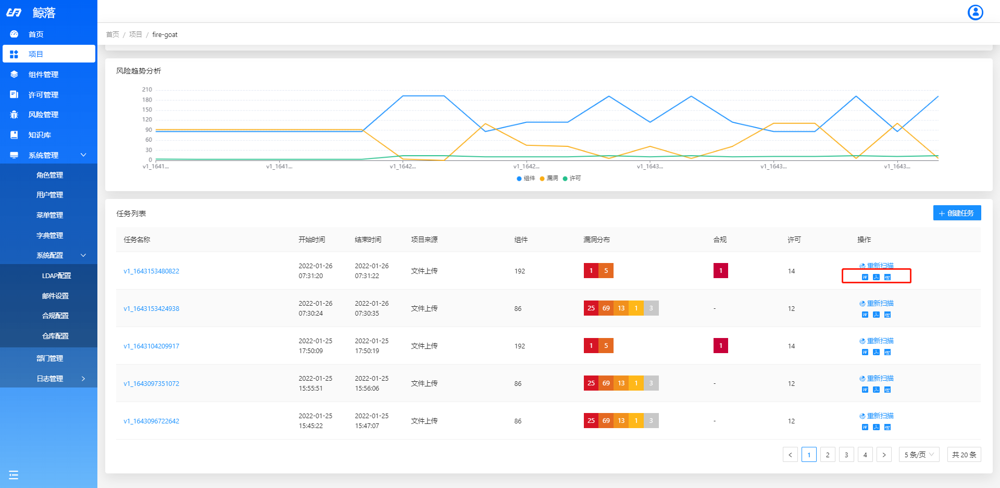 鲸落
首页
项目
组件管理
许可管理
风险管理
知识库
系统管理
角色管理
用户管理
菜单管理
字典管理
系统配置
LDAP配置
邮件设置
合规配置
仓库配置
部门管理
日志管理
首页 / 项目 / fire-goat
风险趋势分析
210
180
150
120
90
60
30
0
v1_1641... v1_1641... v1_1642... v1_1642... v1_1643... v1_1643... v1_1643...
组件 漏洞 许可
任务列表
+ 创建任务
任务名称 开始时间 结束时间 项目来源 组件 漏洞分布 合规 许可 操作
v1_1643153480822 2022-01-26 07:31:20 2022-01-26 07:31:22 文件上传 192 1 5 1 14 重新扫描
v1_1643153424938 2022-01-26 07:30:24 2022-01-26 07:30:35 文件上传 86 25 69 13 1 3 - 12 重新扫描
v1_1643104209917 2022-01-25 17:50:09 2022-01-25 17:50:19 文件上传 192 1 5 1 14 重新扫描
v1_1643097351072 2022-01-25 15:55:51 2022-01-25 15:56:06 文件上传 86 25 69 13 1 3 - 12 重新扫描
v1_1643096722642 2022-01-25 15:45:22 2022-01-25 15:47:07 文件上传 86 25 69 13 1 3 - 12 重新扫描
< 1 2 3 4 > 5 条/页 共 20 条